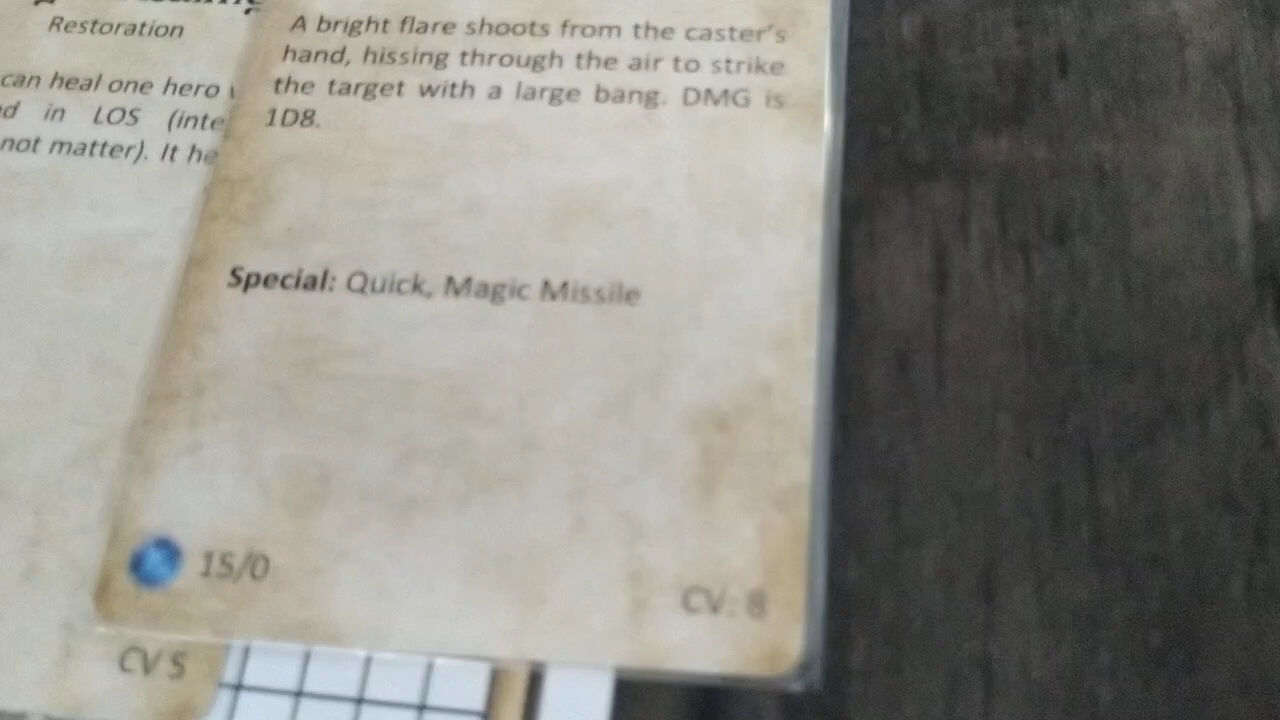 Restoration
can heal one hero
in LOS (inte
not matter). It he
CV 5
A bright flare shoots from the caster's
hand, hissing through the air to strike
the target with a large bang. DMG is
1D8.
Special: Quick, Magic Missile
15/0
CV: 8